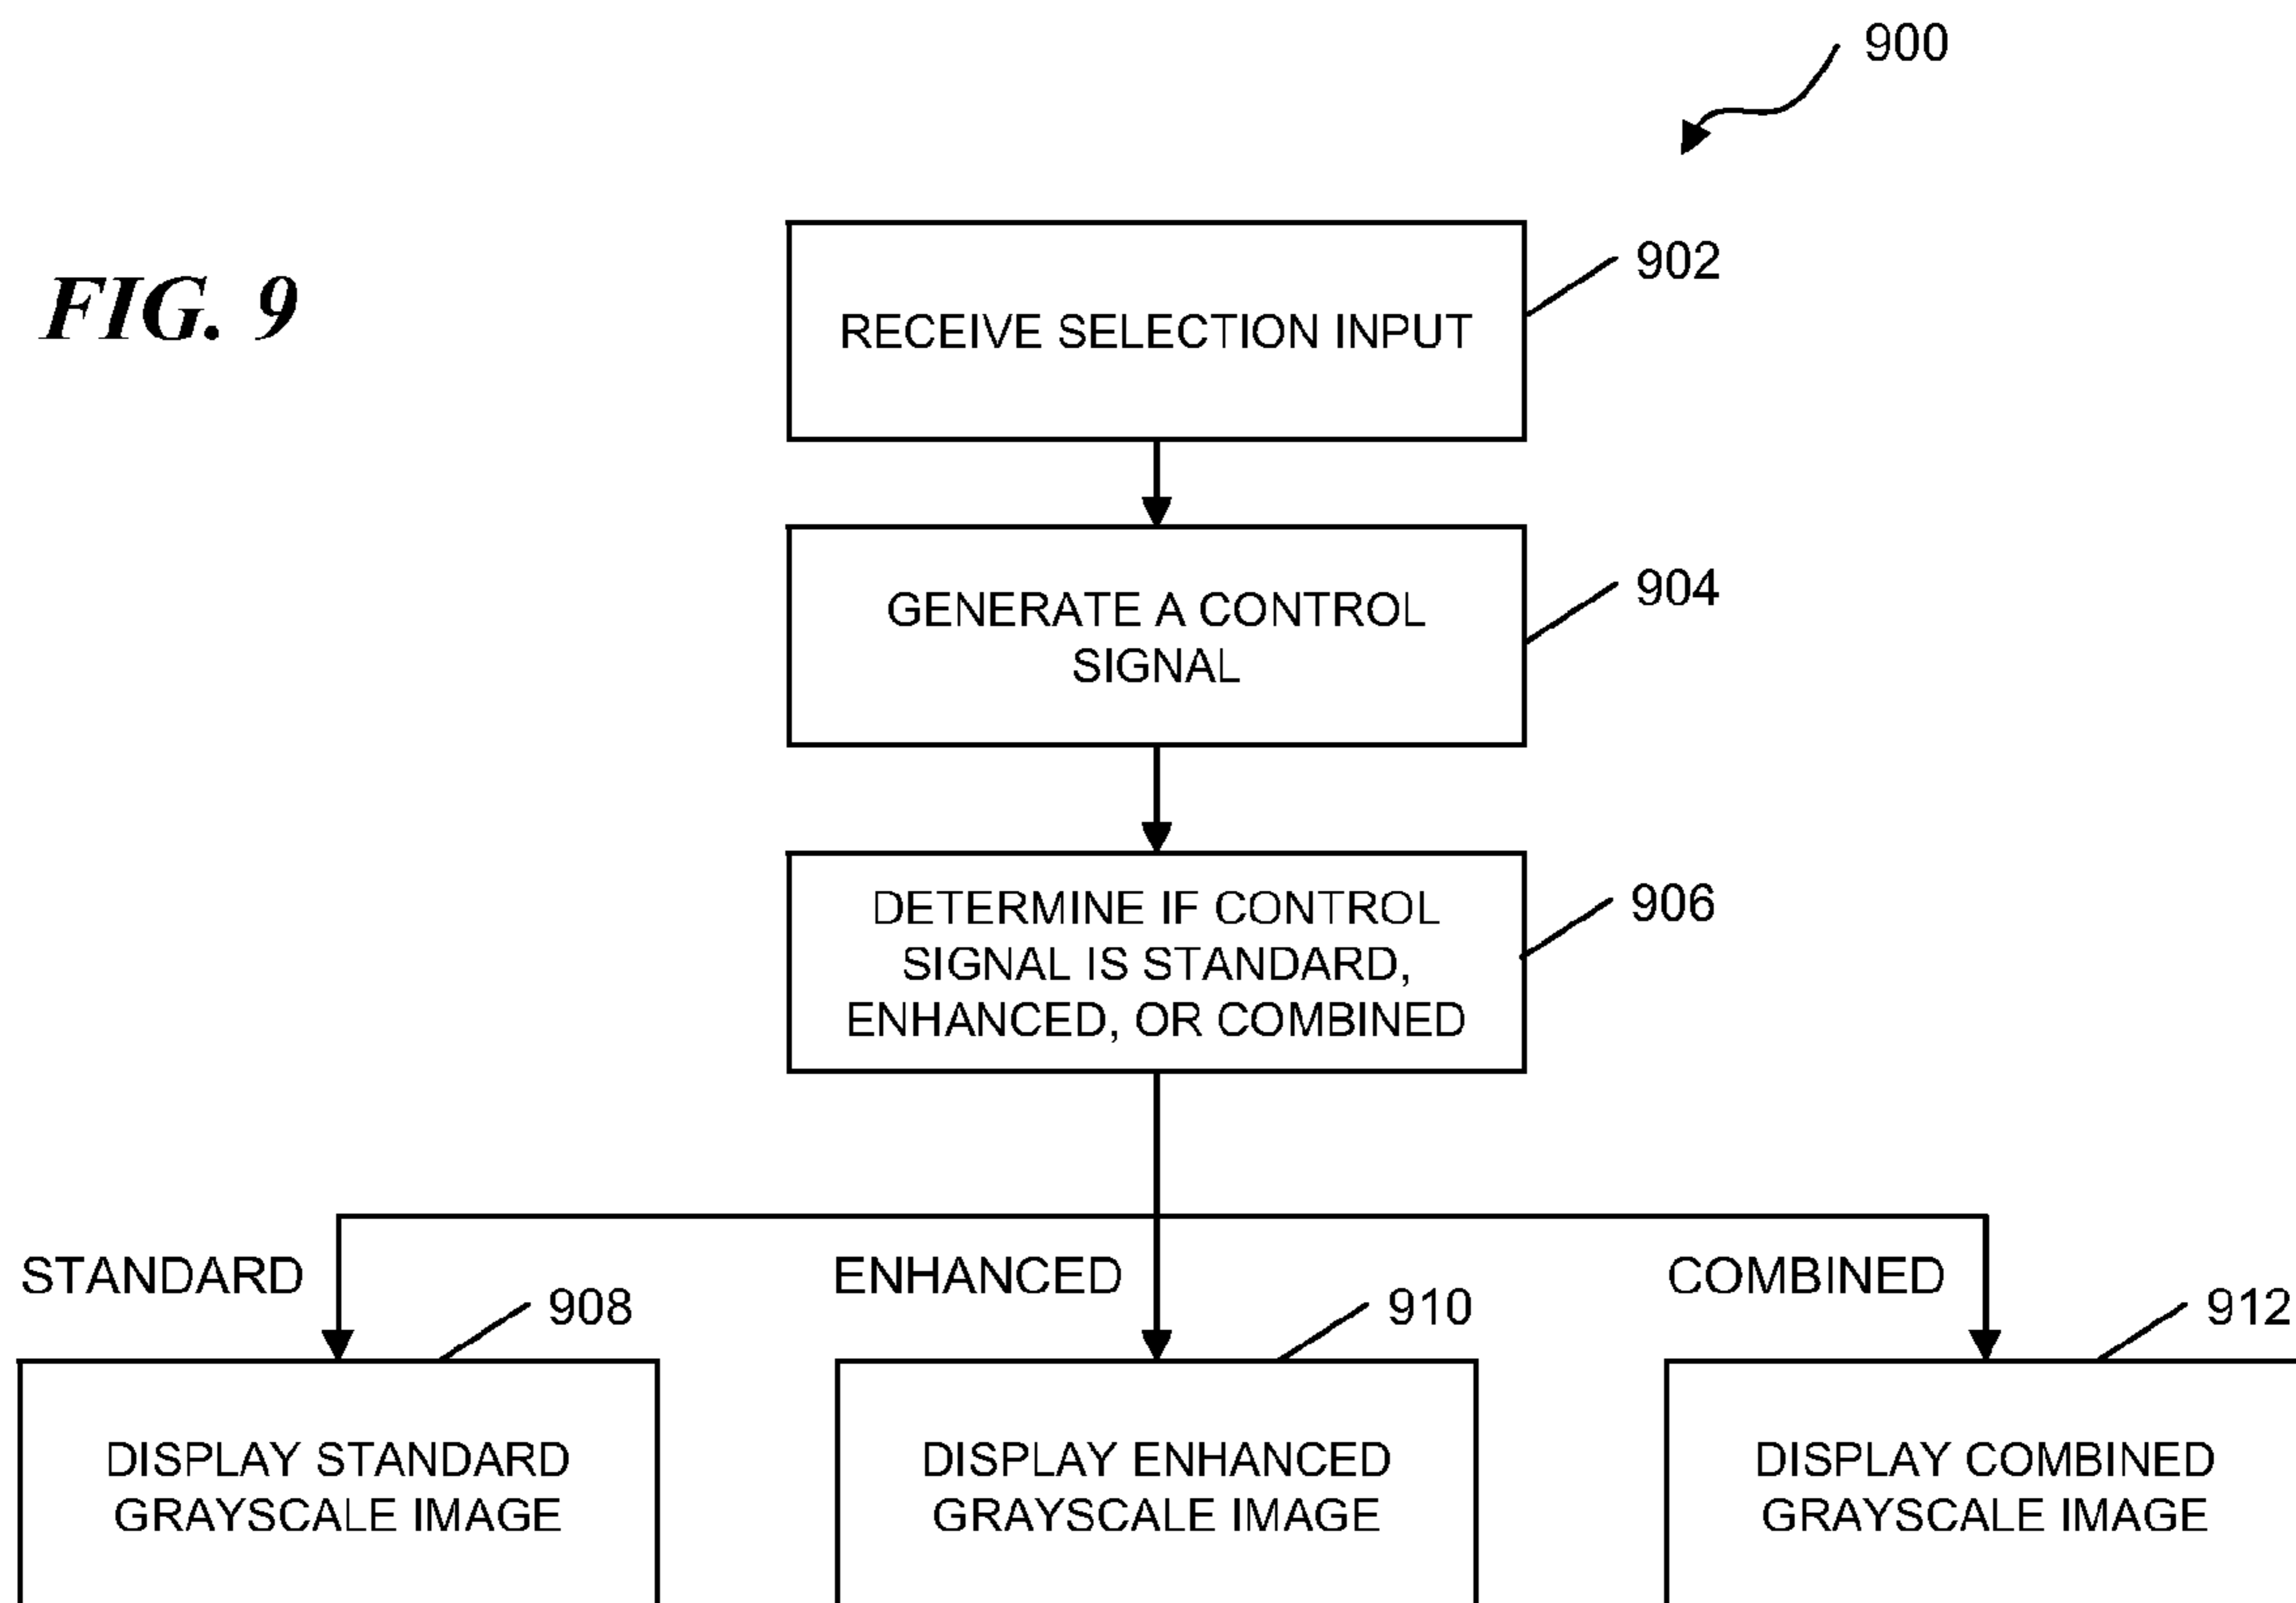 900
FIG. 9
902
RECEIVE SELECTION INPUT
904
GENERATE A CONTROL
SIGNAL
906
DETERMINE IF CONTROL
SIGNAL IS STANDARD,
ENHANCED, OR COMBINED
STANDARD
908
ENHANCED
910
COMBINED
912
DISPLAY STANDARD
GRAYSCALE IMAGE
DISPLAY ENHANCED
GRAYSCALE IMAGE
DISPLAY COMBINED
GRAYSCALE IMAGE